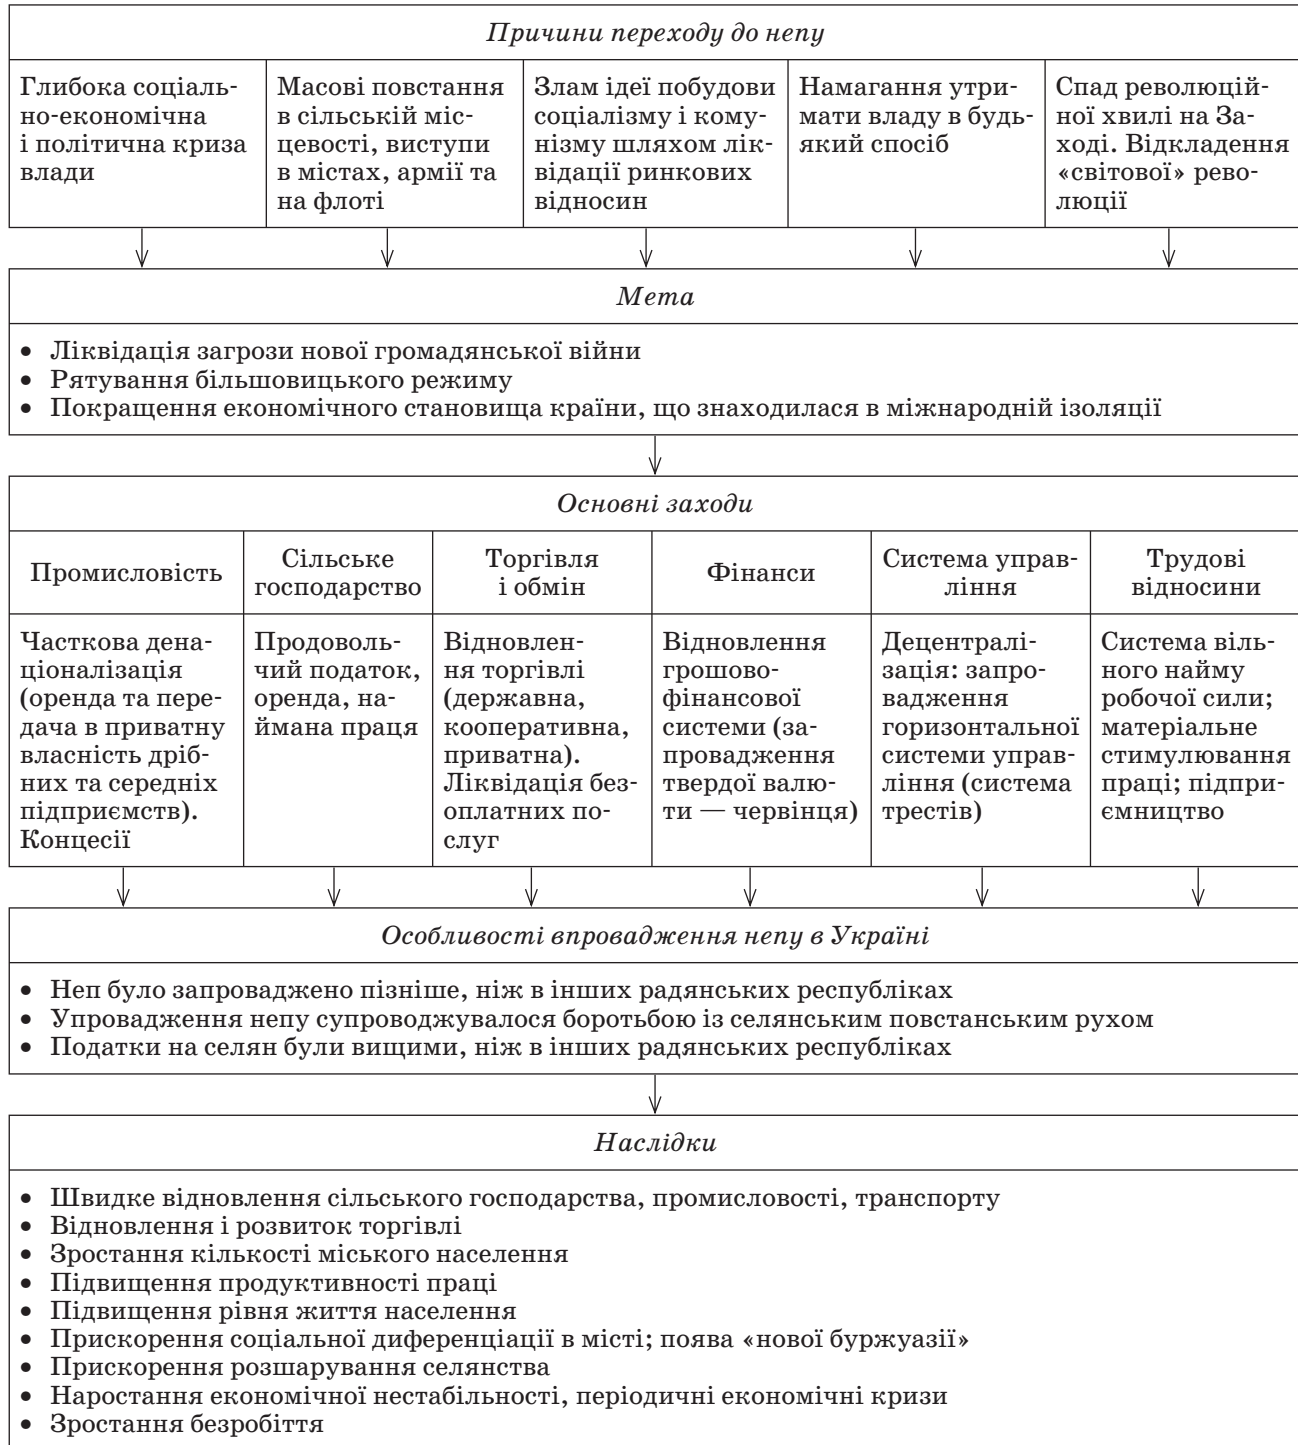 Причини переходу до непу
Глибока соціаль-
но-економічна
і політична криза
влади
Масові повстання
в сільській міс-
цевості, виступи
в містах, армії та
на флоті
Злам ідеї побудови
соціалізму і кому-
нізму шляхом лік-
відації ринкових
відносин
Намагання утри-
мати владу в будь-
який спосіб
Спад революцій-
ної хвилі на За-
ході. Відкладення
«світової» рево-
люції
Мета
• Ліквідація загрози нової громадянської війни
• Рятування більшовицького режиму
• Покращення економічного становища країни, що знаходилася в міжнародній ізоляції
Основні заходи
Промисловість
Сільське
господарство
Торгівля
і обмін
Фінанси
Система управ-
ління
Трудові
відносини
Часткова дена-
ціоналізація
(оренда та пере-
дача в приватну
власність дріб-
них та середніх
підприємств).
Концесії
Продоволь-
чий податок,
оренда, на-
ймана праця
Відновлен-
ня торгівлі
(державна,
кооперативна,
приватна).
Ліквідація без-
оплатних по-
слуг
Відновлення
грошово-
фінансової
системи (за-
провадження
твердої валю-
ти — червінця)
Децентралі-
зація: запро-
вадження
горизонтальної
системи управ-
ління (система
трестів)
Система віль-
ного найму
робочої сили;
матеріальне
стимулювання
праці; підпри-
ємництво
Особливості впровадження непу в Україні
• Неп було запроваджено пізніше, ніж в інших радянських республіках
• Упровадження непу супроводжувалося боротьбою із селянським повстанським рухом
• Податки на селян були вищими, ніж в інших радянських республіках
Наслідки
• Швидке відновлення сільського господарства, промисловості, транспорту
• Відновлення і розвиток торгівлі
• Зростання кількості міського населення
• Підвищення продуктивності праці
• Підвищення рівня життя населення
• Прискорення соціальної диференціації в місті; поява «нової буржуазії»
• Прискорення розшарування селянства
• Наростання економічної нестабільності, періодичні економічні кризи
• Зростання безробіття